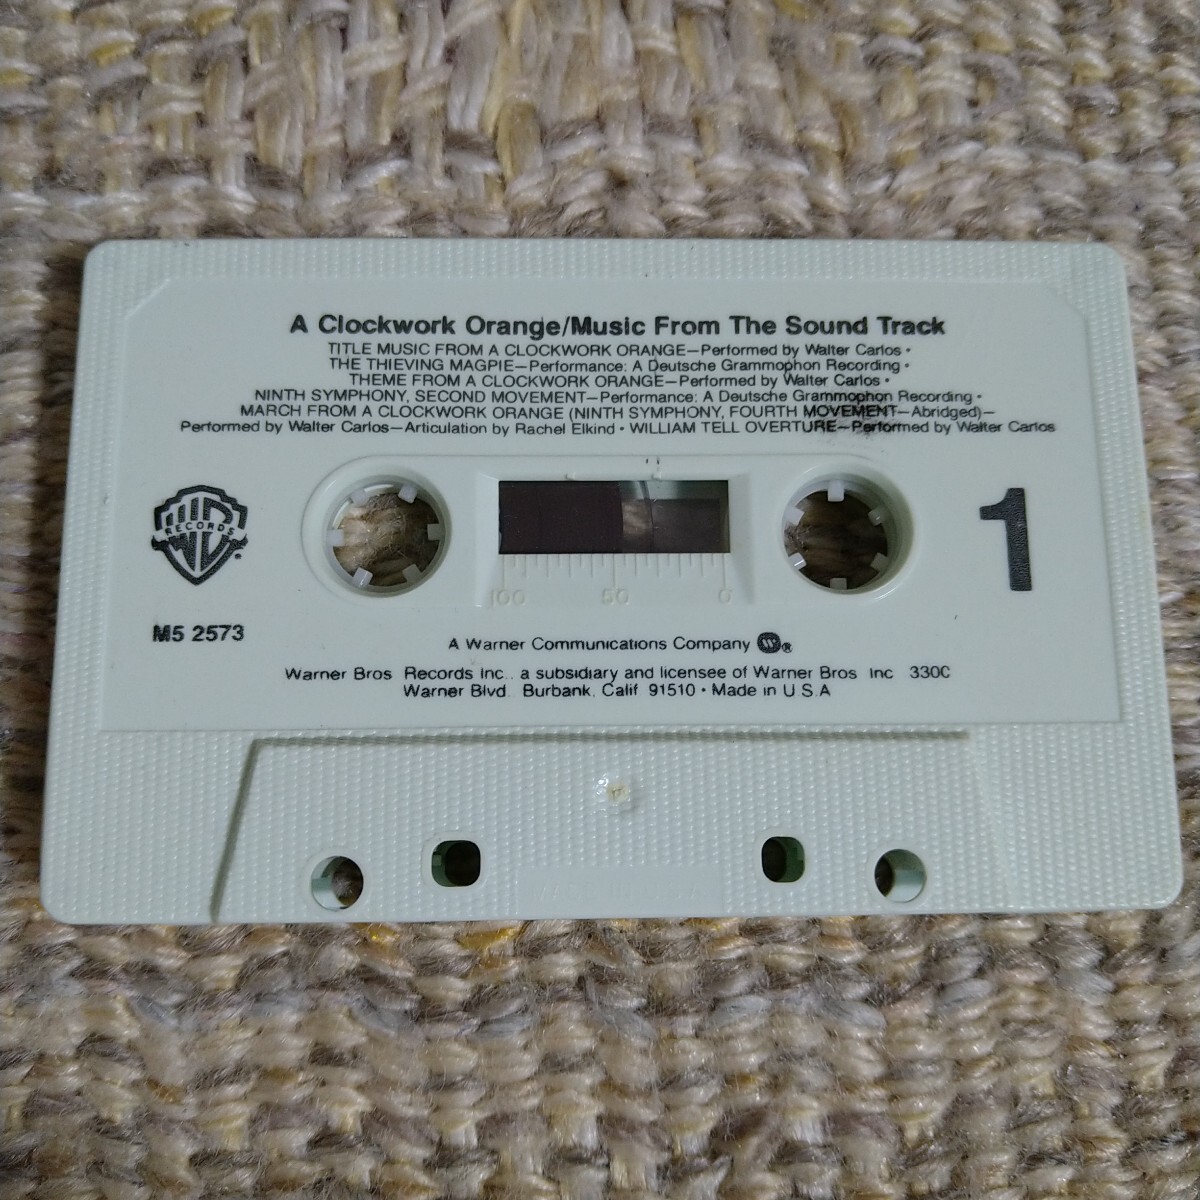 A Clockwork Orange/Music From The Sound Track
TITLE MUSIC FROM A CLOCKWORK ORANGE—Performed by Walter Carlos •
THE THIEVING MAGPIE—Performance: A Deutsche Grammophon Recording •
THEME FROM A CLOCKWORK ORANGE—Performed by Walter Carlos •
NINTH SYMPHONY, SECOND MOVEMENT—Performance: A Deutsche Grammophon Recording •
MARCH FROM A CLOCKWORK ORANGE (NINTH SYMPHONY, FOURTH MOVEMENT—Abridged)—
Performed by Walter Carlos—Articulation by Rachel Elkind • WILLIAM TELL OVERTURE—Performed by Walter Carlos
WB
RECORDS
®
1
100 50 0
M5 2573
A Warner Communications Company W ®
Warner Bros Records Inc., a subsidiary and licensee of Warner Bros Inc 3300
Warner Blvd. Burbank, Calif 91510 • Made in U S A